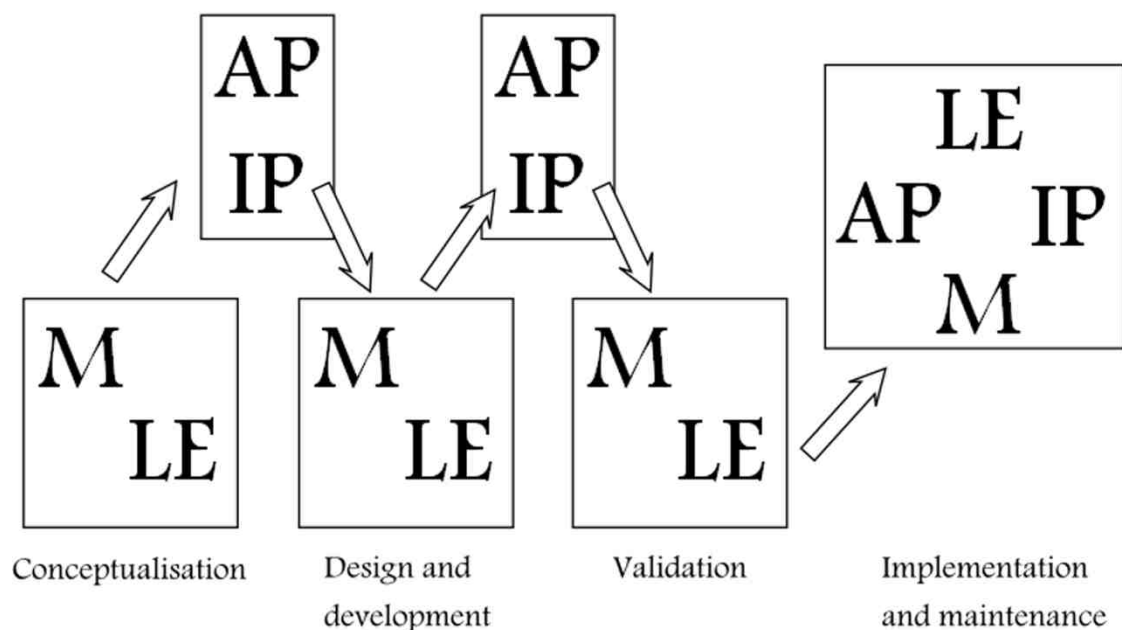 AP
IP
AP
IP
LE
AP IP
M
M
LE
M
LE
M
LE
Conceptualisation
Design and
development
Validation
Implementation
and maintenance